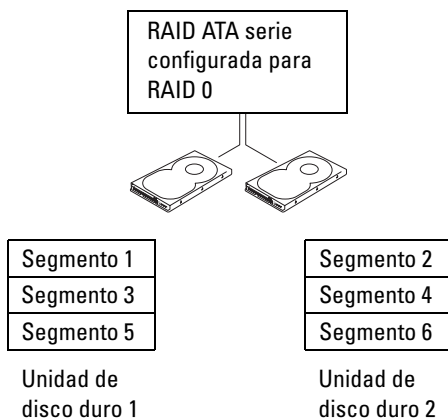 RAID ATA serie
configurada para
RAID 0
Segmento 1
Segmento 3
Segmento 5
Unidad de
disco duro 1
Segmento 2
Segmento 4
Segmento 6
Unidad de
disco duro 2